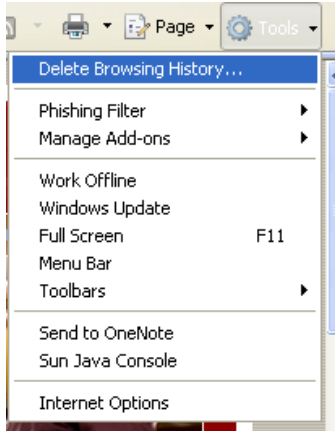 Page Tools
Delete Browsing History...
Phishing Filter
Manage Add-ons
Work Offline
Windows Update
Full Screen F11
Menu Bar
Toolbars
Send to OneNote
Sun Java Console
Internet Options